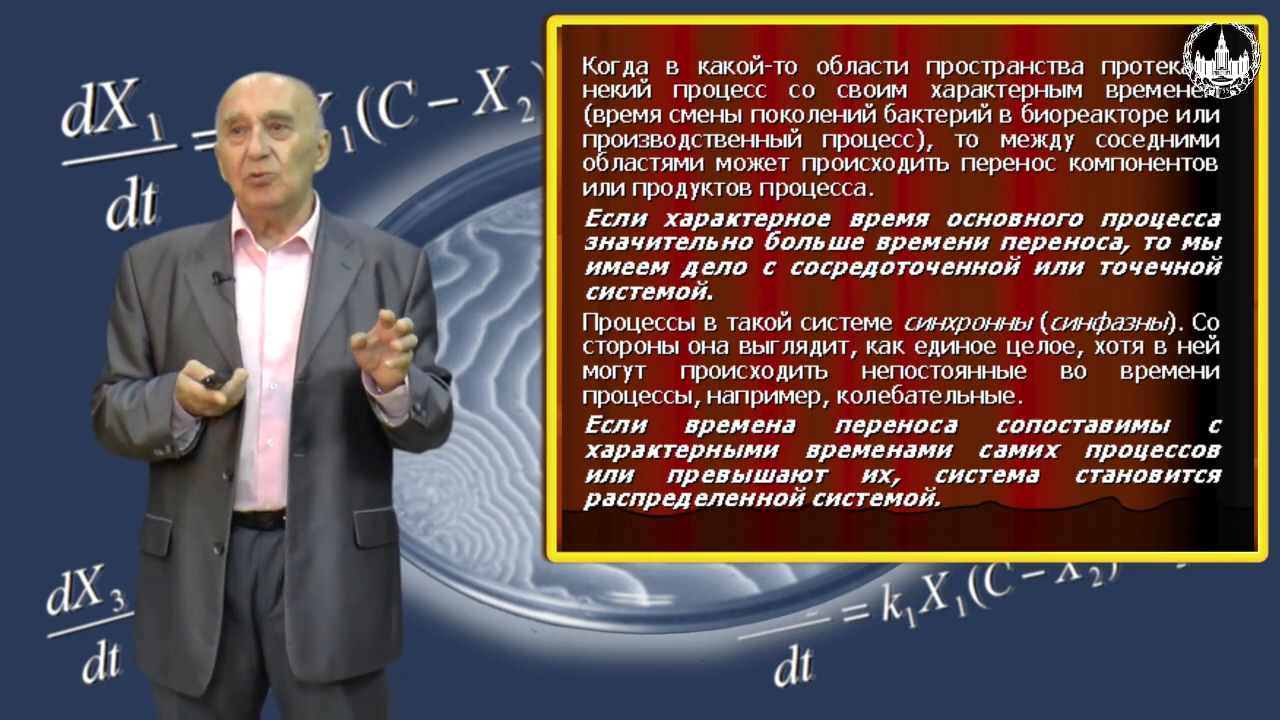 Когда в какой-то области пространства
некий процесс со своим характерным временем
(время смены поколений бактерий в биореакторе или
производственный процесс), то между соседними
областями может происходить перенос компонентов
или продуктов процесса.
Если характерное время основного процесса
значительно больше времени переноса, то мы
имеем дело с сосредоточенной или точечной
системой.
Процессы в такой системе синхронны (синфазны). Со
стороны она выглядит, как единое целое, хотя в ней
могут происходить непостоянные во времени
процессы, например, колебательные.
Если времена переноса сопоставимы с
характерными временами самих процессов
или превышают их, система становится
распределенной системой.
dX₁
dt
=
₁(C − X₂)
dX₃
dt
dt
= k₁X₁(C − X₂)